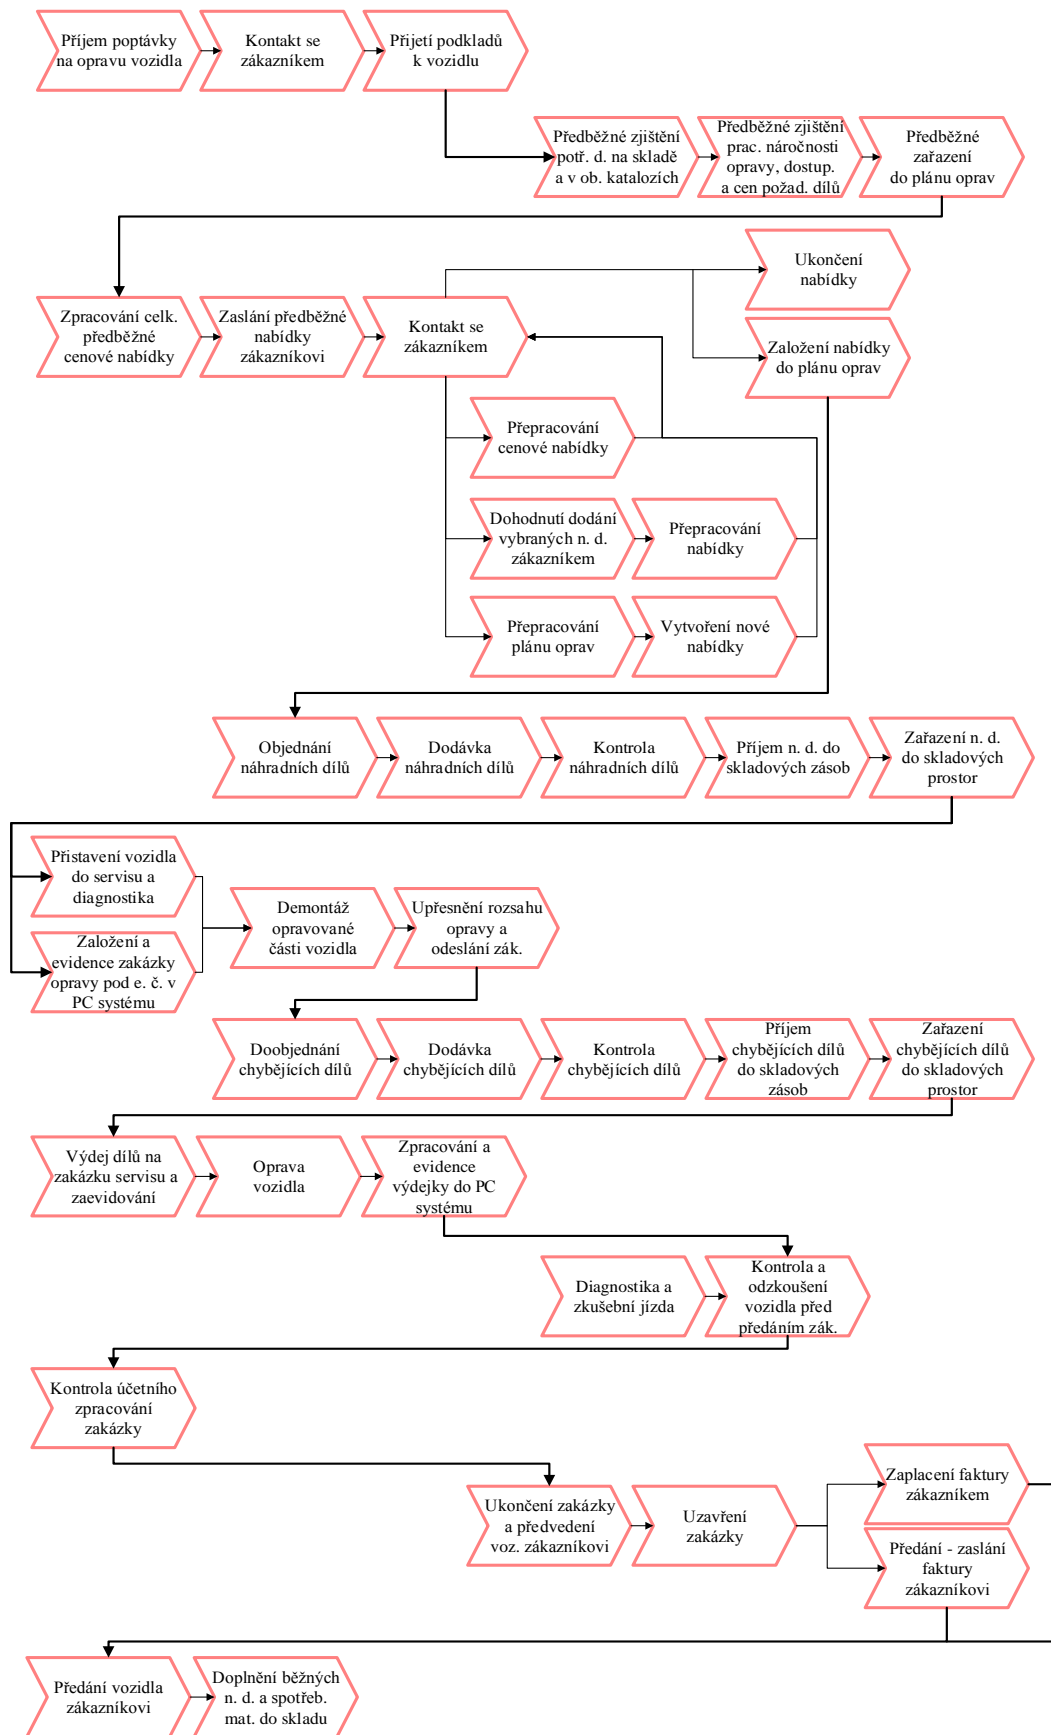 Příjem poptávky
na opravu vozidla
Kontakt se
zákazníkem
Přijetí podkladů
k vozidlu
Předběžné zjištění
potř. d. na skladě
a v ob. katalozích
Předběžné zjištění
prac. náročnosti
opravy, dostup.
a cen požad. dílů
Předběžné
zařazení
do plánu oprav
Ukončení
nabídky
Zpracování celk.
předběžné
cenové nabídky
Zaslání předběžné
nabídky
zákazníkovi
Kontakt se
zákazníkem
Založení nabídky
do plánu oprav
Přepracování
cenové nabídky
Dohodnutí dodání
vybraných n. d.
zákazníkem
Přepracování
nabídky
Přepracování
plánu oprav
Vytvoření nové
nabídky
Objednání
náhradních dílů
Dodávka
náhradních dílů
Kontrola
náhradních dílů
Příjem n. d. do
skladových zásob
Zařazení n. d.
do skladových
prostor
Přistavení vozidla
do servisu a
diagnostika
Založení a
evidence zakázky
opravy pod e. č. v
PC systému
Demontáž
opravované
části vozidla
Upřesnění rozsahu
opravy a
odeslání zák.
Doobjednání
chybějících dílů
Dodávka
chybějících dílů
Kontrola
chybějících dílů
Příjem
chybějících dílů
do skladových
zásob
Zařazení
chybějících dílů
do skladových
prostor
Výdej dílů na
zakázku servisu a
zaevidování
Oprava
vozidla
Zpracování a
evidence
výdejky do PC
systému
Diagnostika a
zkušební jízda
Kontrola a
odzkoušení
vozidla před
předáním zák.
Kontrola účetního
zpracování
zakázky
Ukončení zakázky
a předvedení
voz. zákazníkovi
Uzavření
zakázky
Zaplacení faktury
zákazníkem
Předání - zaslání
faktury
zákazníkovi
Předání vozidla
zákazníkovi
Doplnění běžných
n. d. a spotřeb.
mat. do skladu